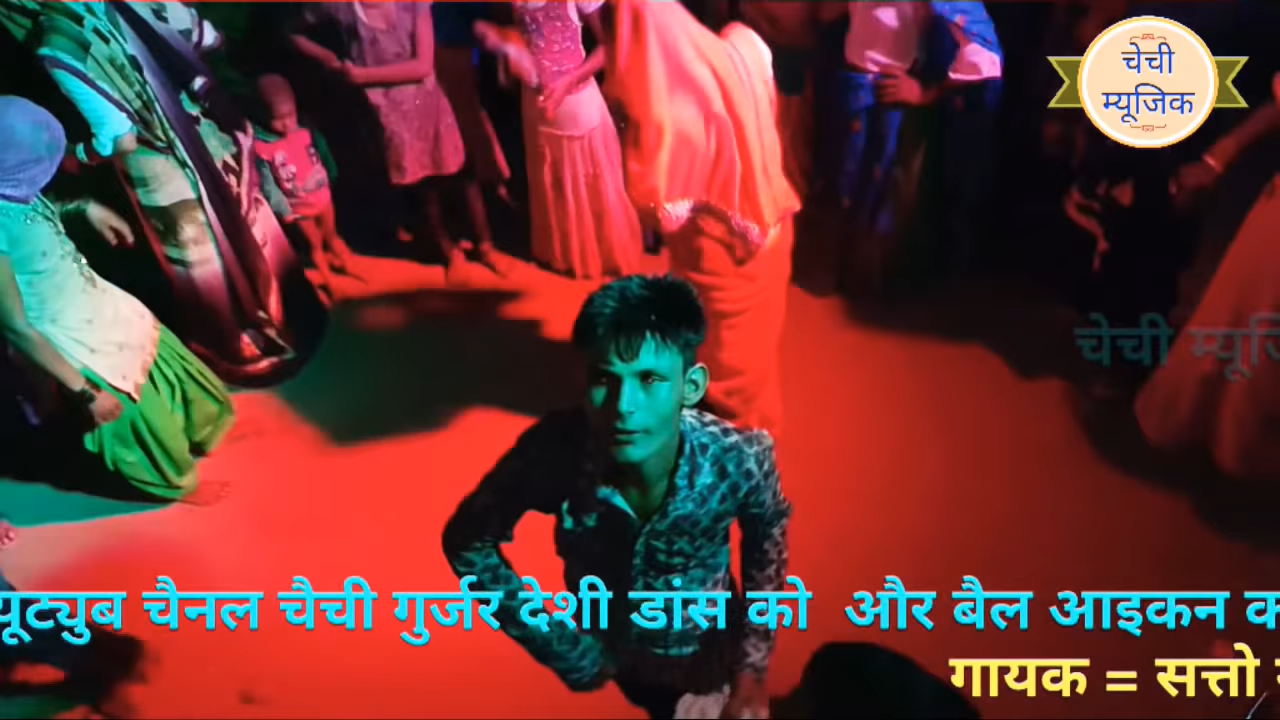 चेची
म्यूजिक
चेची
चैनल चैची गुर्जर देशी डांस को और बैल आइकन
गायक = सत्तो